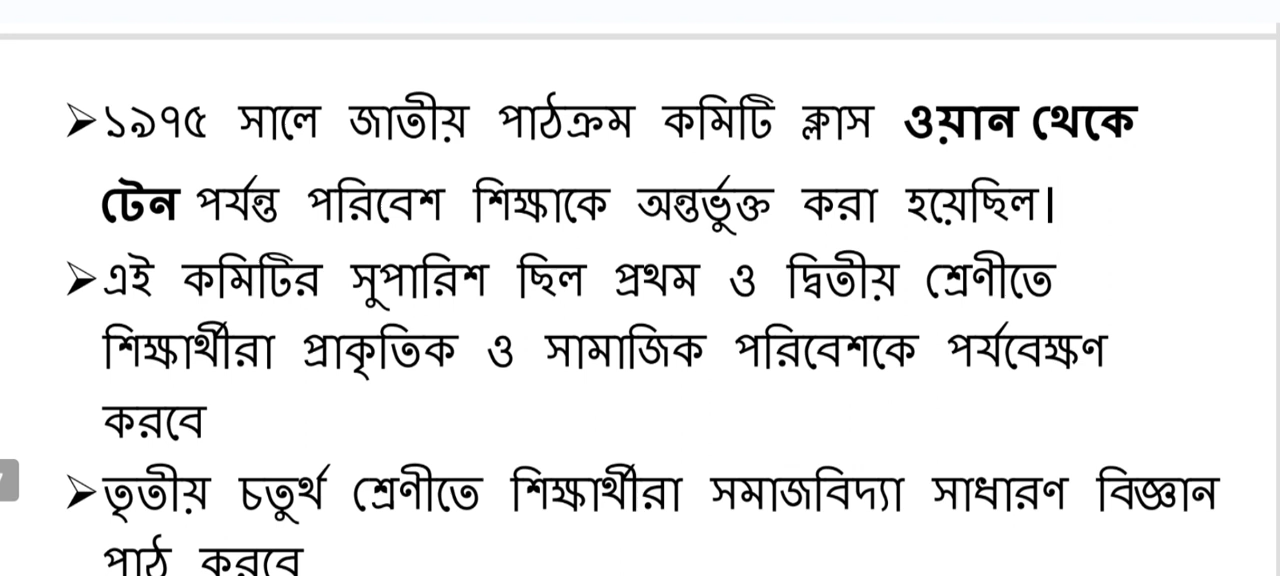 ➢১৯৭৫ সালে জাতীয় পাঠক্রম কমিটি ক্লাস ওয়ান থেকে
টেন পর্যন্ত পরিবেশ শিক্ষাকে অন্তর্ভুক্ত করা হয়েছিল।
➢এই কমিটির সুপারিশ ছিল প্রথম ও দ্বিতীয় শ্রেণীতে
শিক্ষার্থীরা প্রাকৃতিক ও সামাজিক পরিবেশকে পর্যবেক্ষণ
করবে
➢তৃতীয় চতুর্থ শ্রেণীতে শিক্ষার্থীরা সমাজবিদ্যা সাধারণ বিজ্ঞান
পাঠ করবে